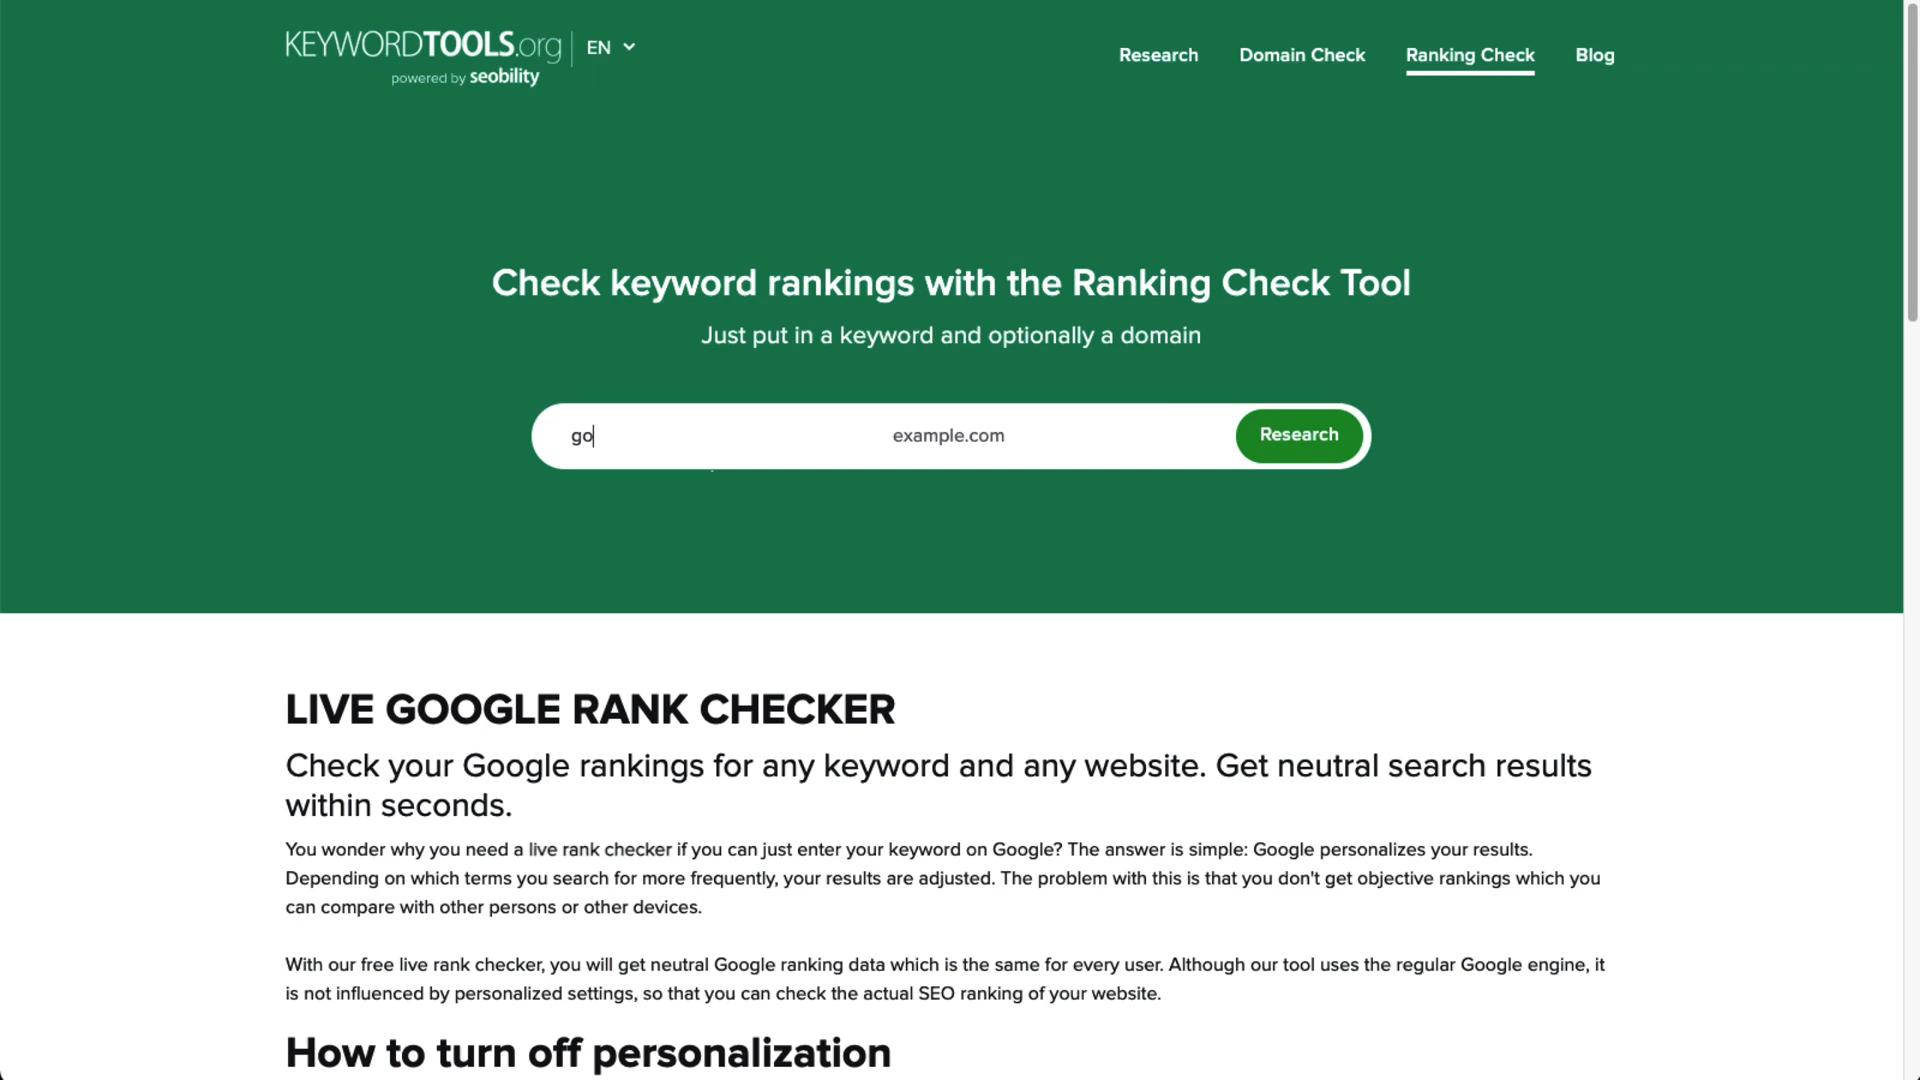 KEYWORDTOOLS.org
EN
powered by seobility
Research
Domain Check
Ranking Check
Blog
Check keyword rankings with the Ranking Check Tool
Just put in a keyword and optionally a domain
go
example.com
Research
LIVE GOOGLE RANK CHECKER
Check your Google rankings for any keyword and any website. Get neutral search results
within seconds.
You wonder why you need a live rank checker if you can just enter your keyword on Google? The answer is simple: Google personalizes your results.
Depending on which terms you search for more frequently, your results are adjusted. The problem with this is that you don't get objective rankings which you
can compare with other persons or other devices.
With our free live rank checker, you will get neutral Google ranking data which is the same for every user. Although our tool uses the regular Google engine, it
is not influenced by personalized settings, so that you can check the actual SEO ranking of your website.
How to turn off personalization